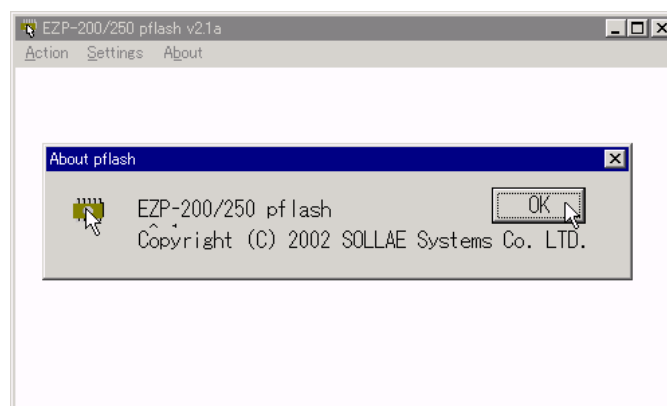 EZP-200/250 pflash v2.1a
Action Settings About
About pflash
EZP-200/250 pflash
OK
Copyright (C) 2002 SOLLAE Systems Co. LTD.